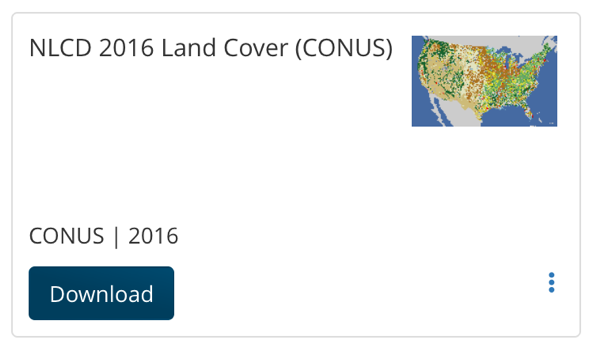 NLCD 2016 Land Cover (CONUS)
CONUS | 2016
Download